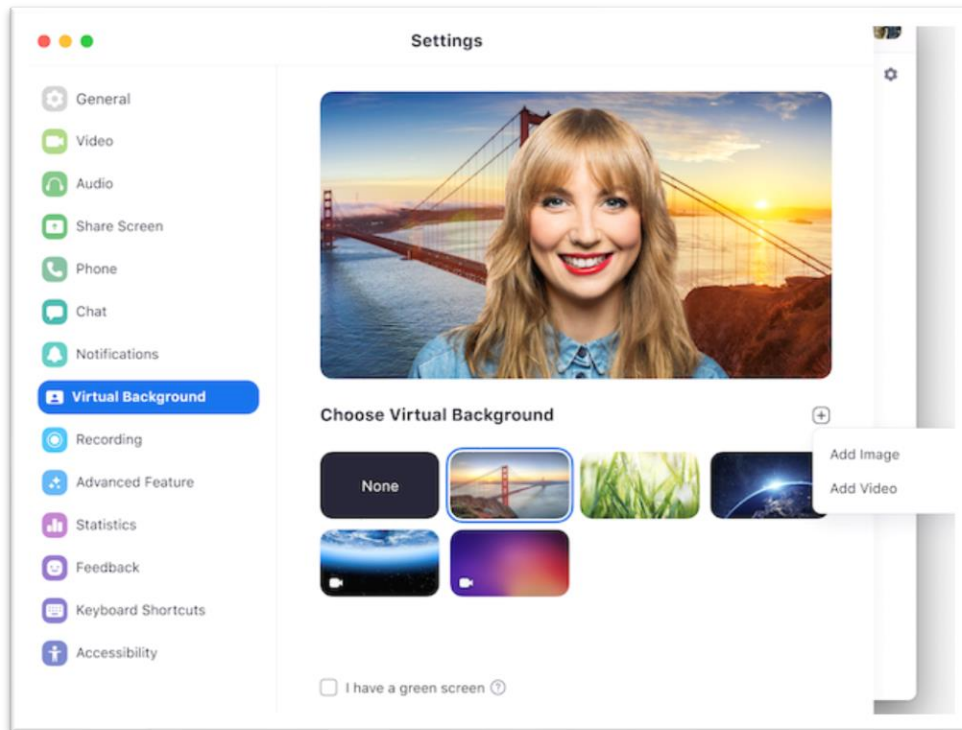 Settings
General
Video
Audio
Share Screen
Phone
Chat
Notifications
Virtual Background
Recording
Advanced Feature
Statistics
Feedback
Keyboard Shortcuts
Accessibility
Choose Virtual Background
Add Image
Add Video
None
I have a green screen ?